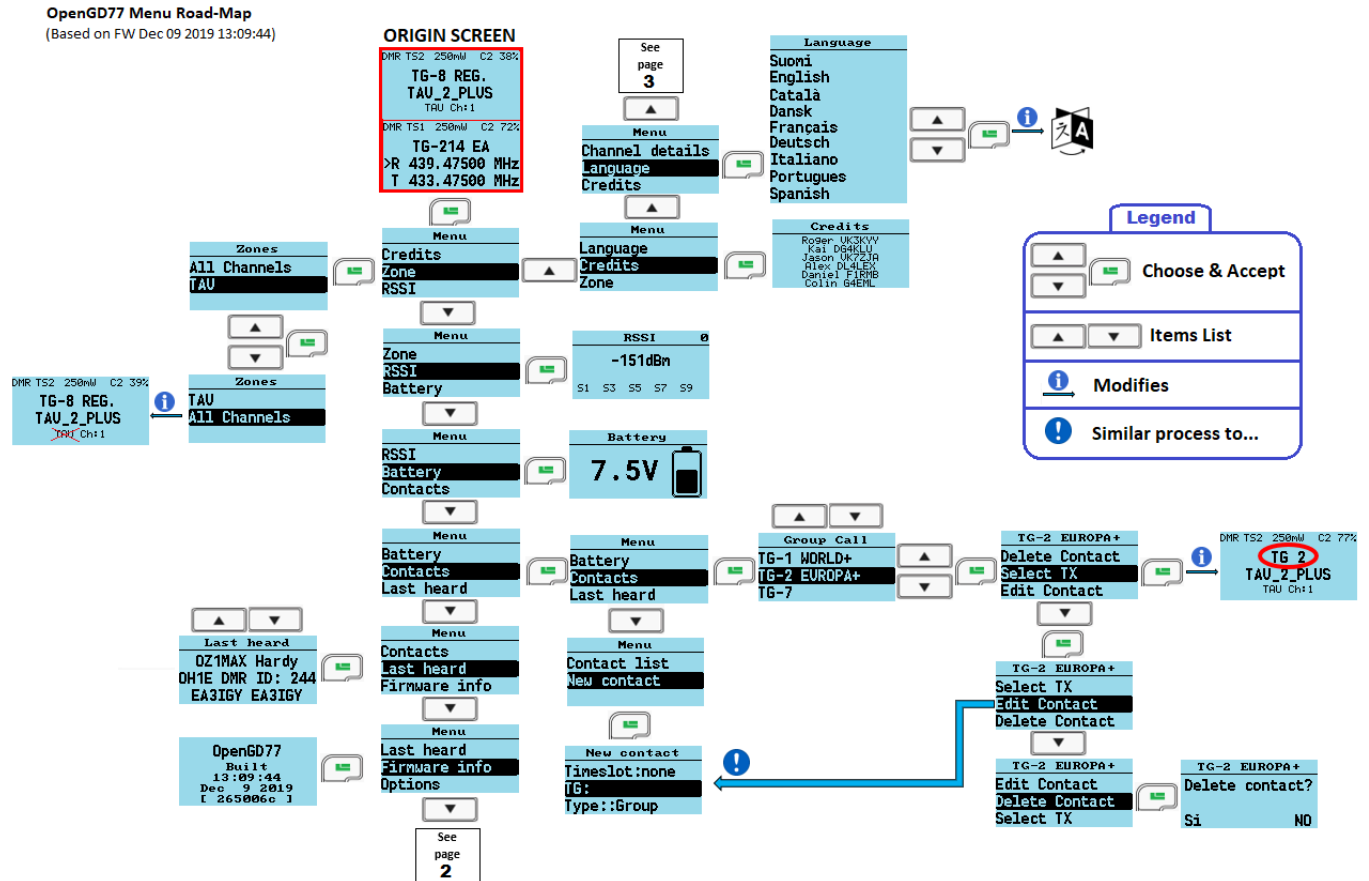 OpenGD77 Menu Road-Map
(Based on FW Dec 09 2019 13:09:44)
ORIGIN SCREEN
DMR TS2 250mW C2 38%
TG-8 REG.
TAV_2_PLUS
TAU Ch:1
DMR TS1 250mW C2 72%
TG-214 EA
>R 439.47500 MHz
T 433.47500 MHz
See
page
3
Menu
Channel details
Language
Credits
Language
Suomi
English
Català
Dansk
Français
Deutsch
Italiano
Portugues
Spanish
Menu
Language
Credits
Zone
Credits
Roger VK3KYY
Kai DG4KLU
Jason VK7ZJA
Alex DL4LEX
Daniel F1RMB
Colin G4EML
Legend
Choose & Accept
Items List
Modifies
Similar process to...
Menu
Credits
Zone
RSSI
Zones
All Channels
TAU
Zones
TAU
All Channels
DMR TS2 250mW C2 39%
TG-8 REG.
TAV_2_PLUS
TAU Ch:1
Menu
Zone
RSSI
Battery
RSSI 0
-151dBm
S1 S3 S5 S7 S9
Menu
RSSI
Battery
Contacts
Battery
7.5V
Menu
Battery
Contacts
Last heard
Menu
Battery
Contacts
Last heard
Group Call
TG-1 WORLD+
TG-2 EUROPA+
TG-7
TG-2 EUROPA+
Delete Contact
Select TX
Edit Contact
DMR TS2 250mW C2 77%
TG 2
TAV_2_PLUS
TAU Ch:1
Menu
Contacts
Last heard
Firmware info
Last heard
OZ1MAX Hardy
OH1E DMR ID: 244
EA3IGY EA3IGY
Menu
Contact list
New contact
TG-2 EUROPA+
Select TX
Edit Contact
Delete Contact
Menu
Last heard
Firmware info
Options
OpenGD77
Built
13:09:44
Dec 9 2019
[ 265006c ]
New contact
Timeslot:none
TG:
Type::Group
TG-2 EUROPA+
Edit Contact
Delete Contact
Select TX
TG-2 EUROPA+
Delete contact?
Si NO
See
page
2